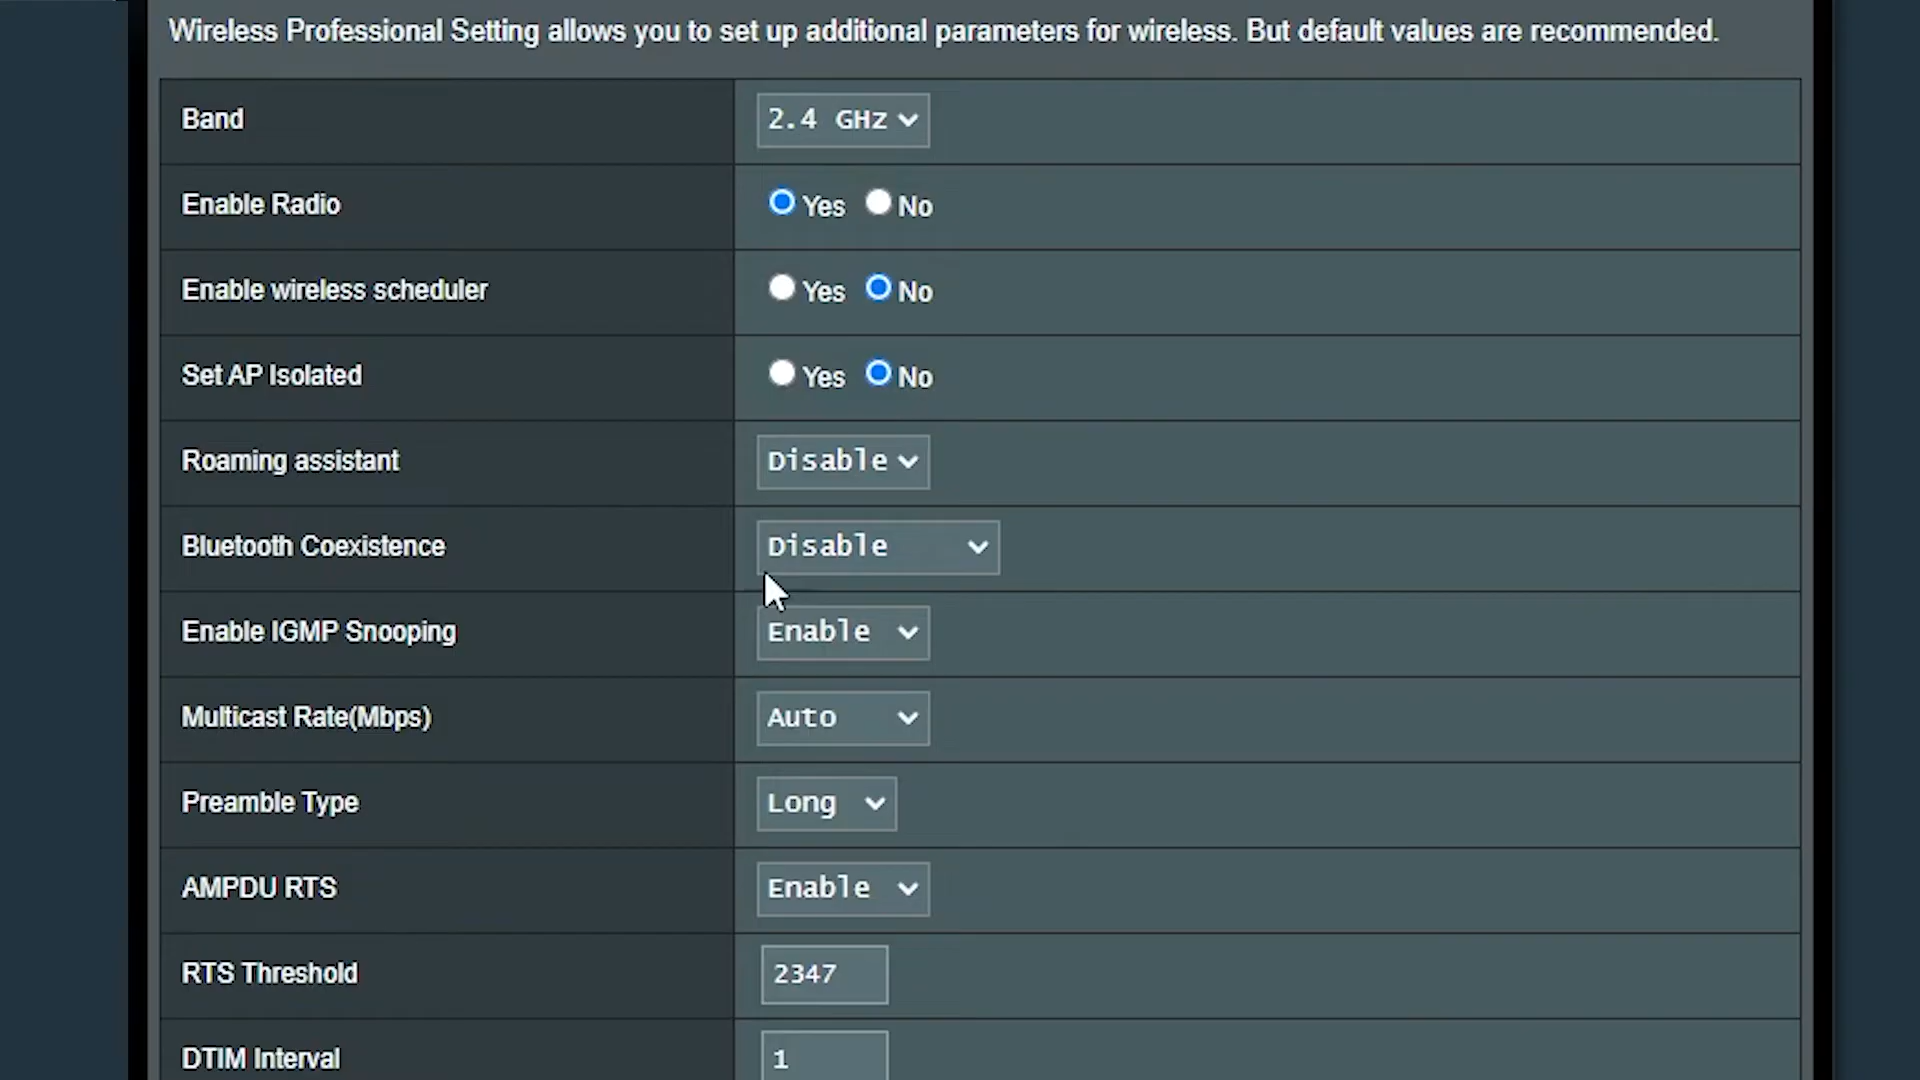 Wireless Professional Setting allows you to set up additional parameters for wireless. But default values are recommended.
Band 2.4 GHz
Enable Radio Yes No
Enable wireless scheduler Yes No
Set AP Isolated Yes No
Roaming assistant Disable
Bluetooth Coexistence Disable
Enable IGMP Snooping Enable
Multicast Rate(Mbps) Auto
Preamble Type Long
AMPDU RTS Enable
RTS Threshold 2347
DTIM Interval 1